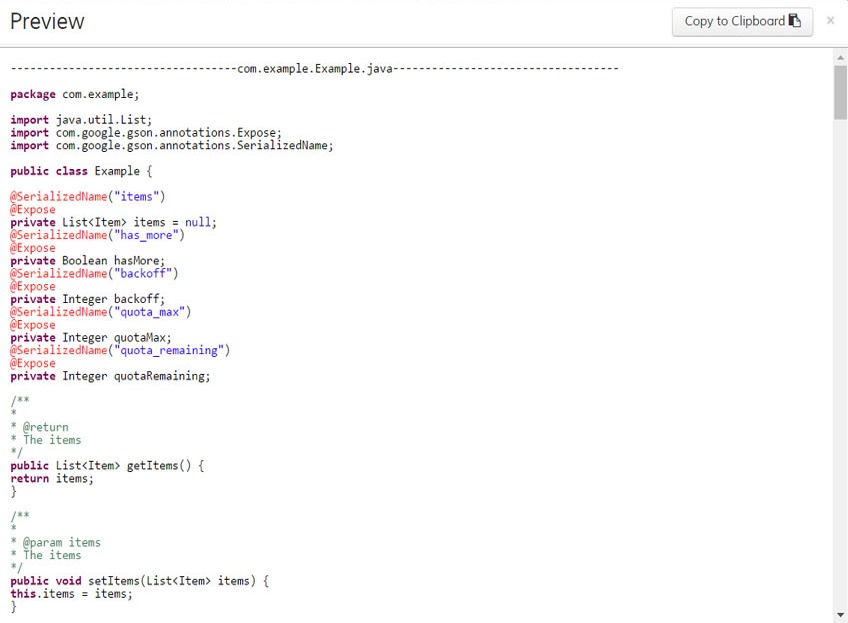 Preview
Copy to Clipboard
×
-----------------------------------com.example.Example.java-----------------------------------
package com.example;
import java.util.List;
import com.google.gson.annotations.Expose;
import com.google.gson.annotations.SerializedName;
public class Example {
@SerializedName("items")
@Expose
private List<Item> items = null;
@SerializedName("has_more")
@Expose
private Boolean hasMore;
@SerializedName("backoff")
@Expose
private Integer backoff;
@SerializedName("quota_max")
@Expose
private Integer quotaMax;
@SerializedName("quota_remaining")
@Expose
private Integer quotaRemaining;
/**
*
* @return
* The items
*/
public List<Item> getItems() {
return items;
}
/**
*
* @param items
* The items
*/
public void setItems(List<Item> items) {
this.items = items;
}